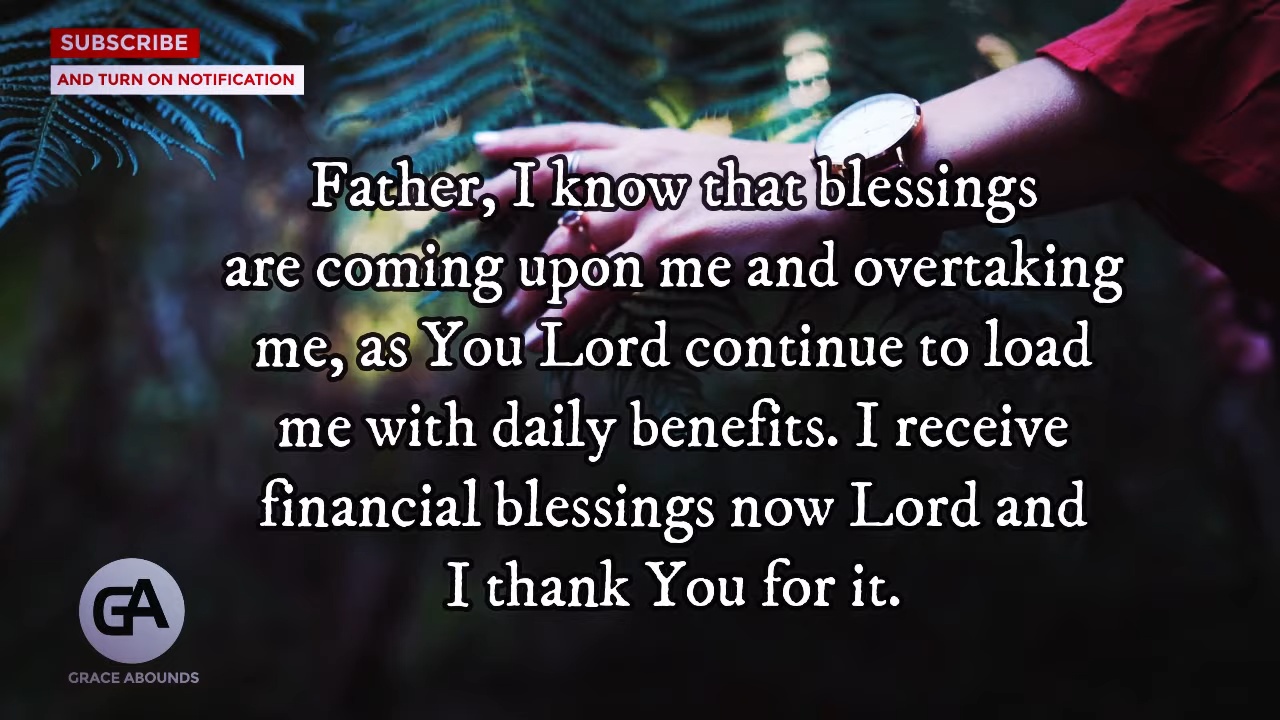 SUBSCRIBE
AND TURN ON NOTIFICATION
Father, I know that blessings
are coming upon me and overtaking
me, as You Lord continue to load
me with daily benefits. I receive
financial blessings now Lord and
I thank You for it.
GA
GRACE ABOUNDS